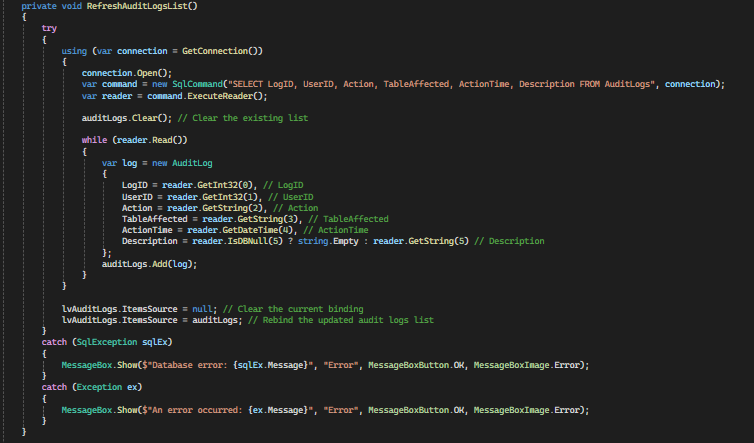 private void RefreshAuditLogsList()
{
try
{
using (var connection = GetConnection())
{
connection.Open();
var command = new SqlCommand("SELECT LogID, UserID, Action, TableAffected, ActionTime, Description FROM AuditLogs", connection);
var reader = command.ExecuteReader();
auditLogs.Clear(); // Clear the existing list
while (reader.Read())
{
var log = new AuditLog
{
LogID = reader.GetInt32(0), // LogID
UserID = reader.GetInt32(1), // UserID
Action = reader.GetString(2), // Action
TableAffected = reader.GetString(3), // TableAffected
ActionTime = reader.GetDateTime(4), // ActionTime
Description = reader.IsDBNull(5) ? string.Empty : reader.GetString(5) // Description
};
auditLogs.Add(log);
}
}
lvAuditLogs.ItemsSource = null; // Clear the current binding
lvAuditLogs.ItemsSource = auditLogs; // Rebind the updated audit logs list
}
catch (SqlException sqlEx)
{
MessageBox.Show($"Database error: {sqlEx.Message}", "Error", MessageBoxButton.OK, MessageBoxImage.Error);
}
catch (Exception ex)
{
MessageBox.Show($"An error occurred: {ex.Message}", "Error", MessageBoxButton.OK, MessageBoxImage.Error);
}
}